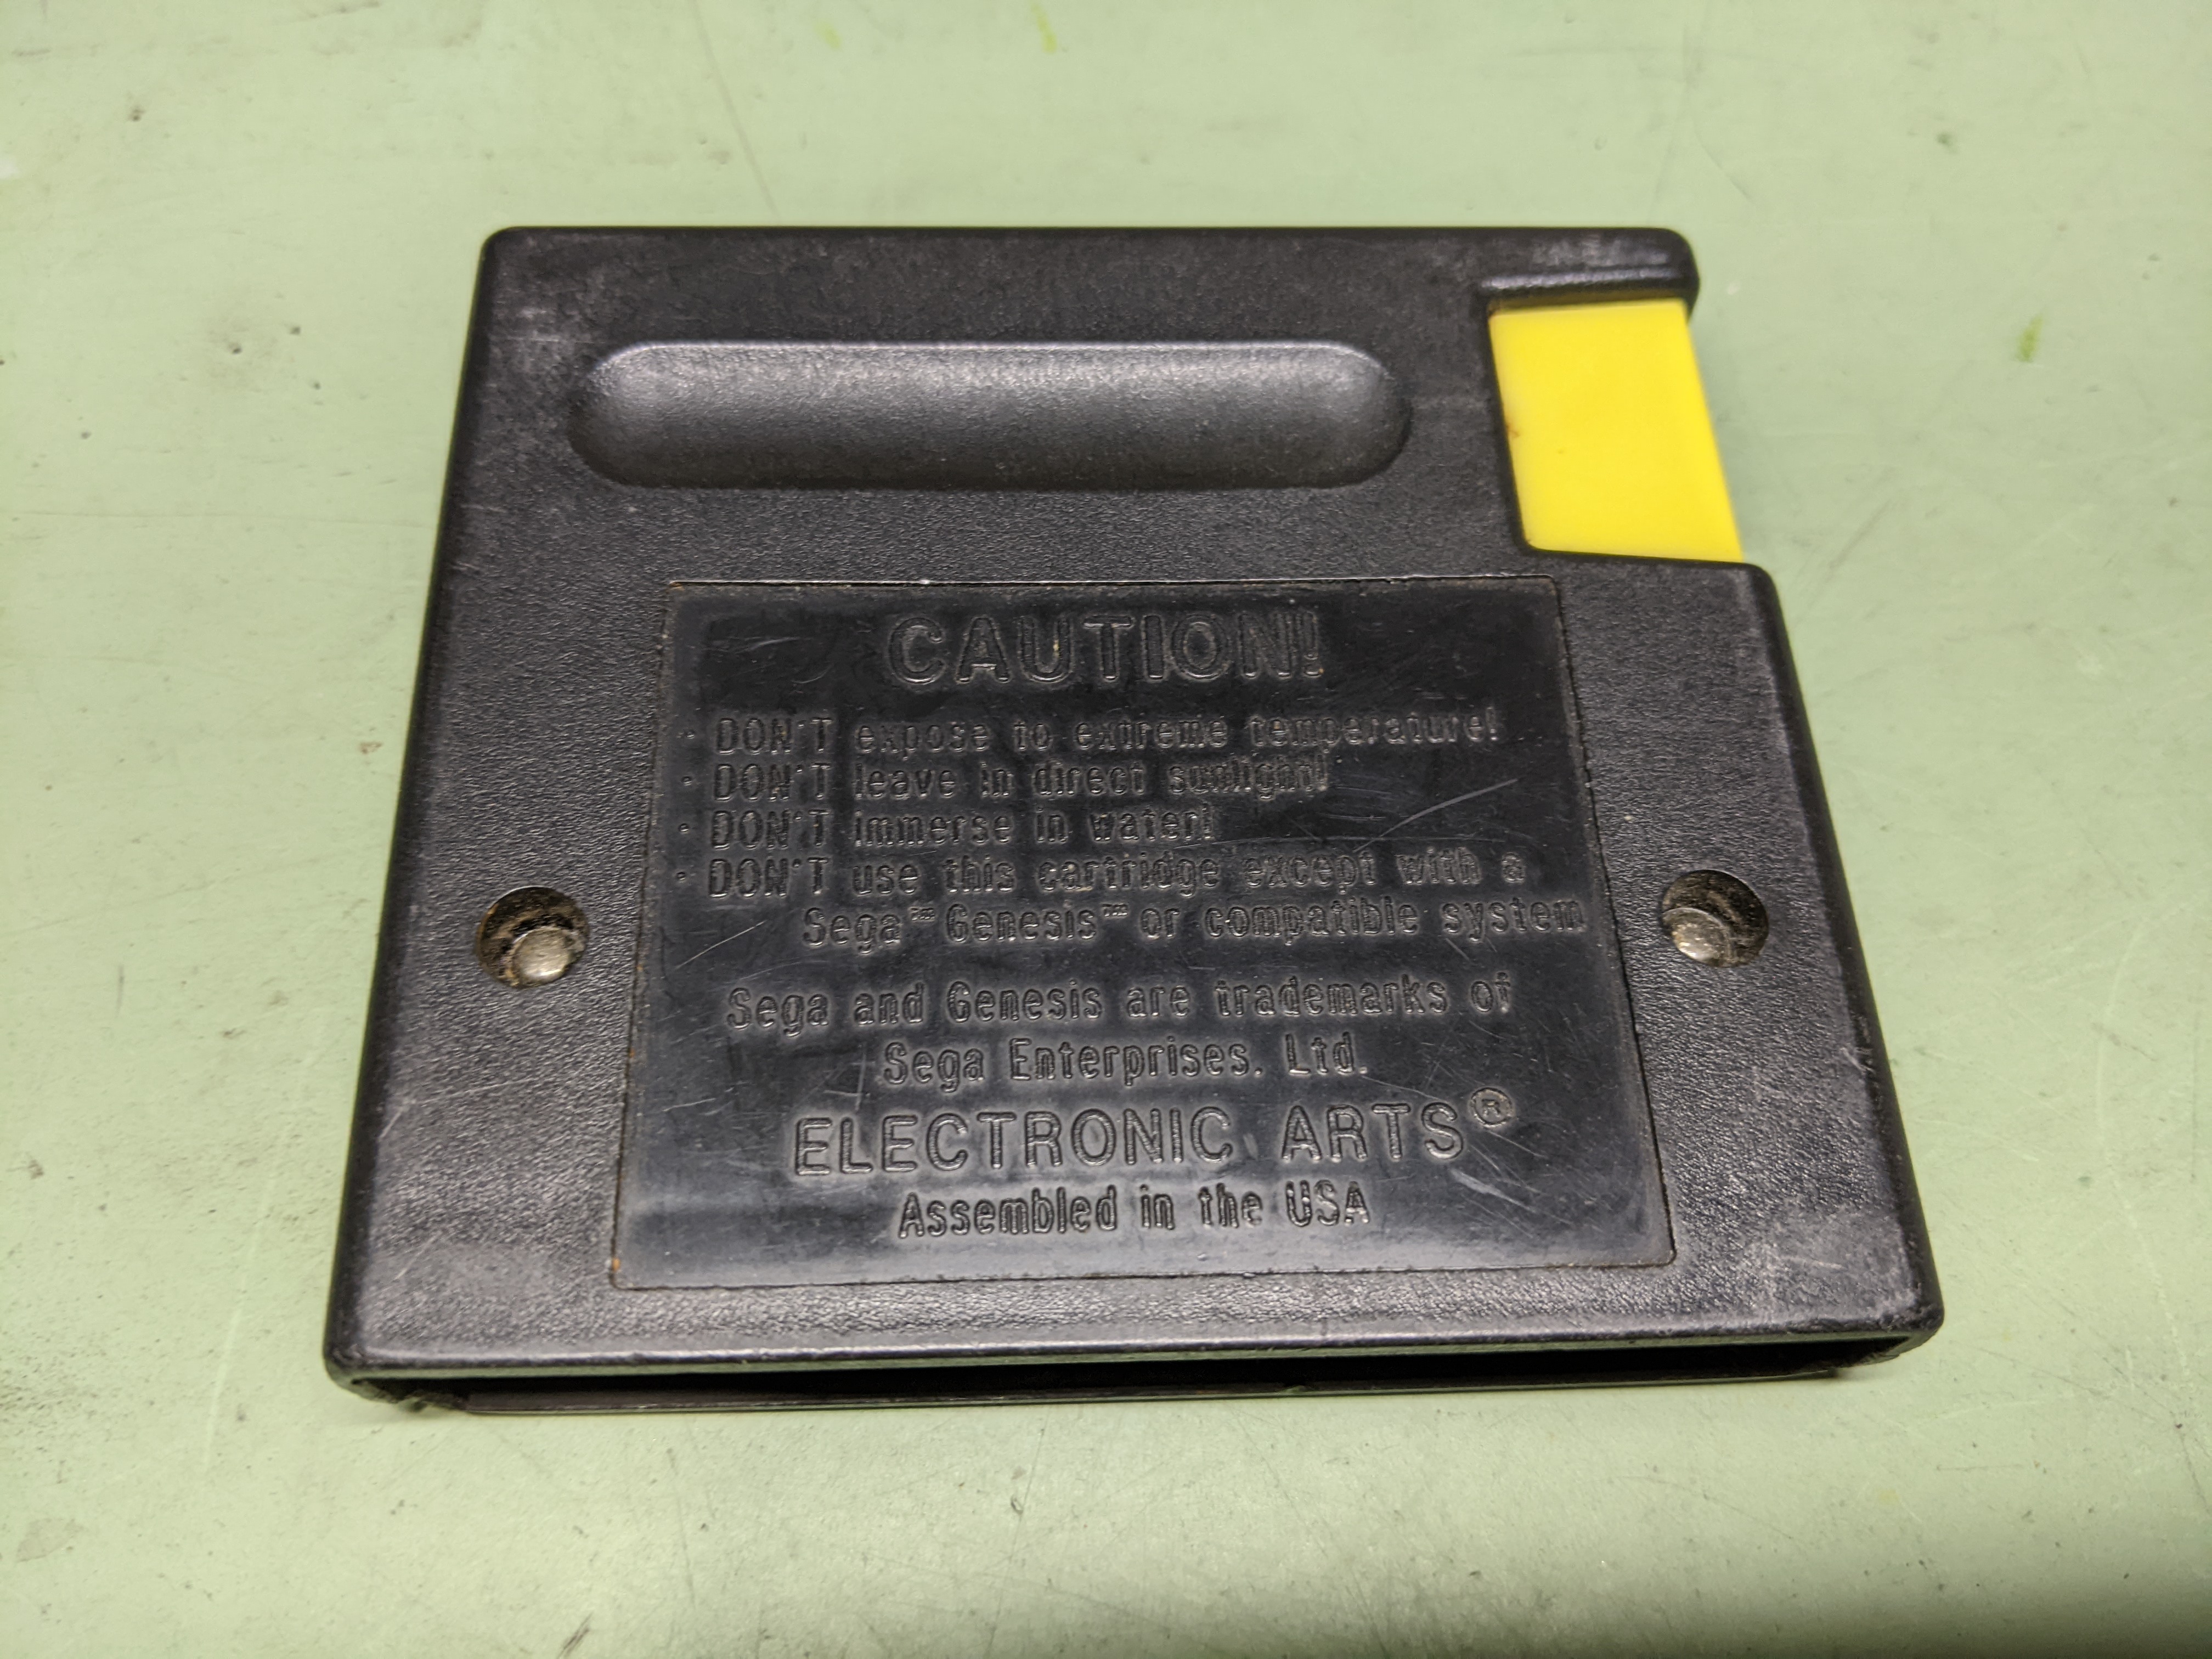 CAUTION!
· DON'T expose to extreme temperature!
· DON'T leave in direct sunlight!
· DON'T immerse in water!
· DON'T use this cartridge except with a
Sega™ Genesis™ or compatible system
Sega and Genesis are trademarks of
Sega Enterprises. Ltd.
ELECTRONIC ARTS®
Assembled in the USA